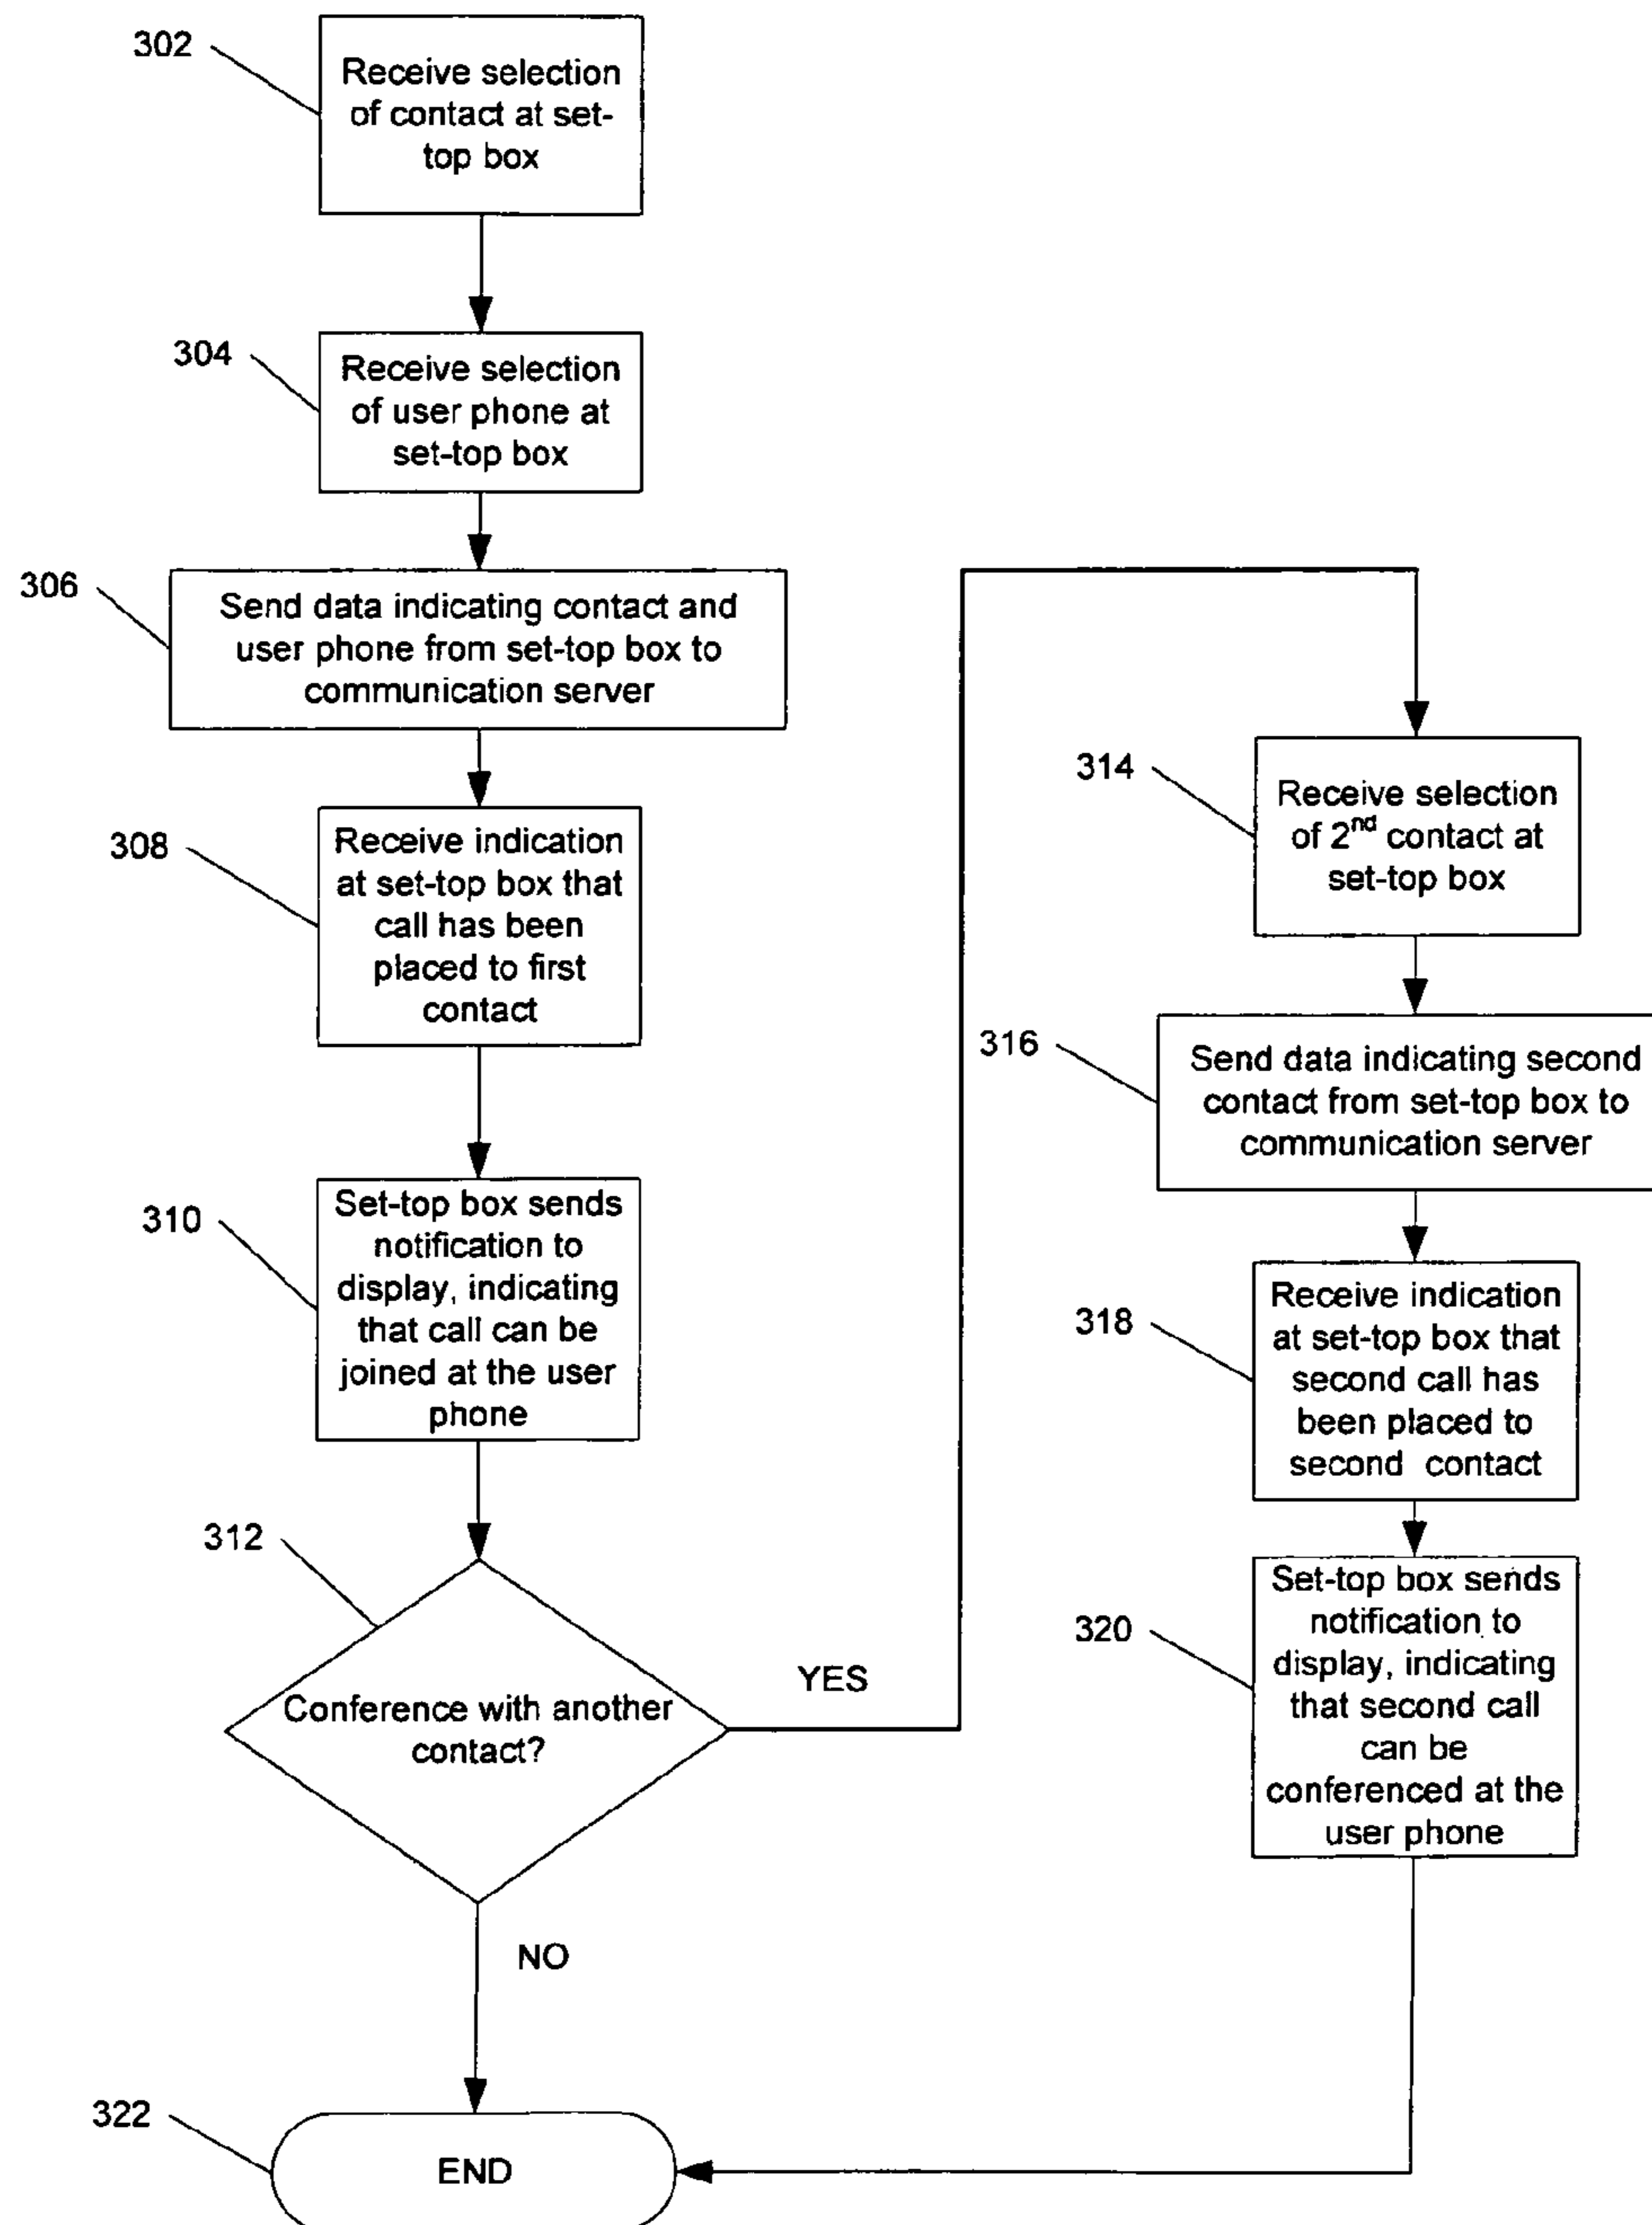 302
Receive selection
of contact at set-
top box
304
Receive selection
of user phone at
set-top box
306
Send data indicating contact and
user phone from set-top box to
communication server
308
Receive indication
at set-top box that
call has been
placed to first
contact
310
Set-top box sends
notification to
display, indicating
that call can be
joined at the user
phone
312
Conference with another
contact?
YES
NO
314
Receive selection
of 2nd contact at
set-top box
316
Send data indicating second
contact from set-top box to
communication server
318
Receive indication
at set-top box that
second call has
been placed to
second contact
320
Set-top box sends
notification to
display, indicating
that second call
can be
conferenced at the
user phone
322
END